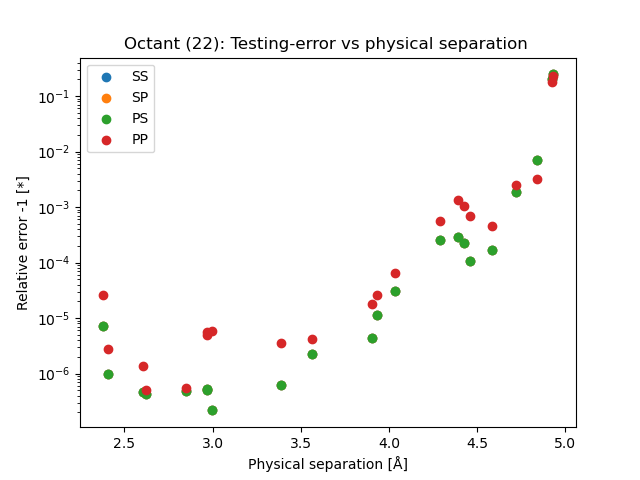 Octant (22): Testing-error vs physical separation
SS
SP
PS
PP
Relative error -1 [*]
10⁻¹
10⁻²
10⁻³
10⁻⁴
10⁻⁵
10⁻⁶
2.5 3.0 3.5 4.0 4.5 5.0
Physical separation [Å]